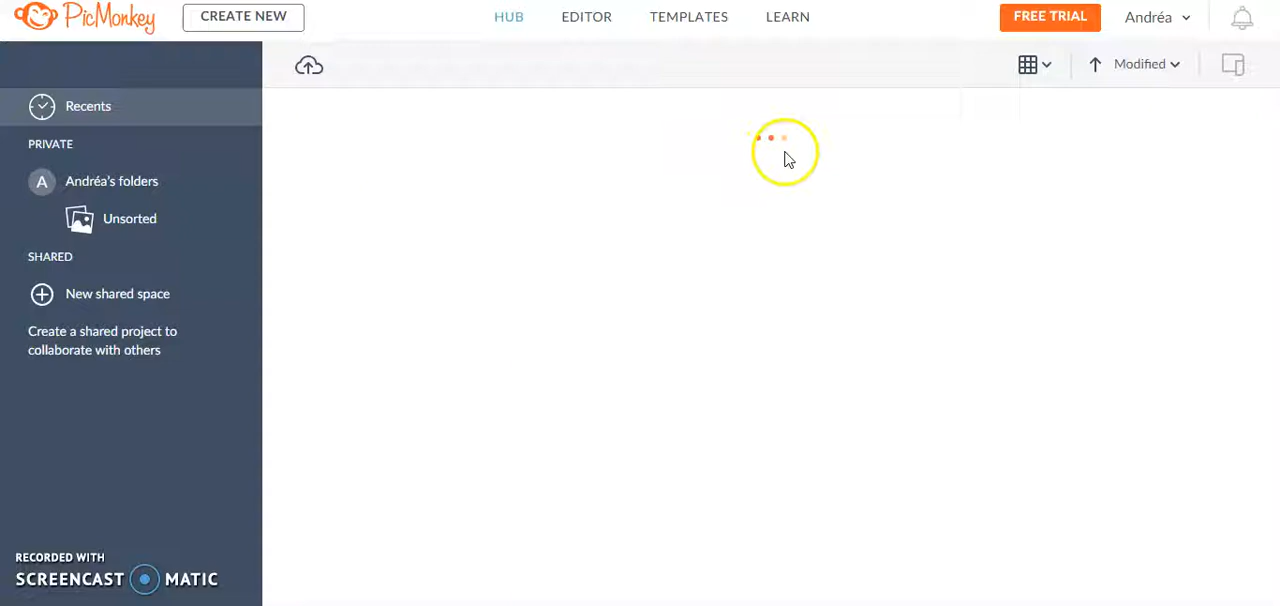 PicMonkey
CREATE NEW
HUB
EDITOR
TEMPLATES
LEARN
FREE TRIAL
Andréa
Modified
Recents
PRIVATE
A
Andréa's folders
Unsorted
SHARED
New shared space
Create a shared project to
collaborate with others
RECORDED WITH
SCREENCAST MATIC